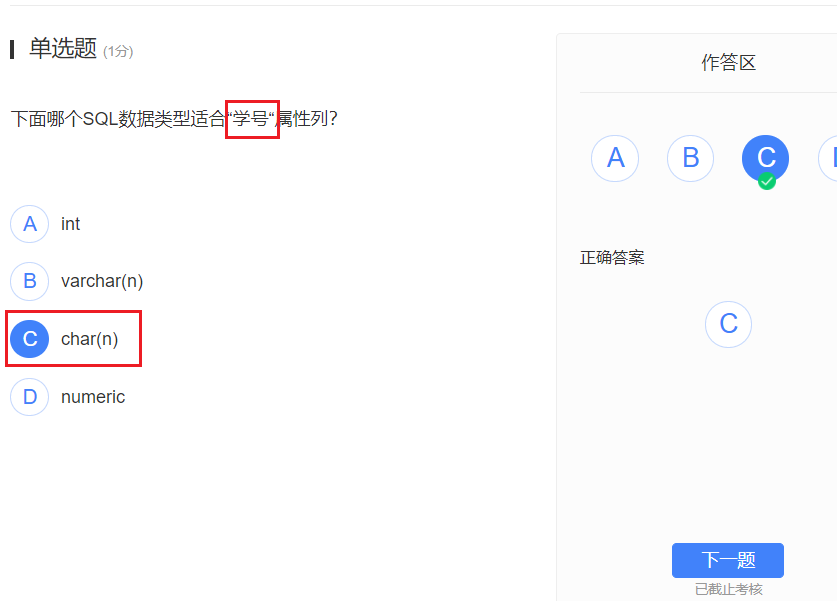 单选题 (1分)
下面哪个SQL数据类型适合“学号“属性列?
A int
B varchar(n)
C char(n)
D numeric
作答区
A B C
正确答案
C
下一题
已截止考核